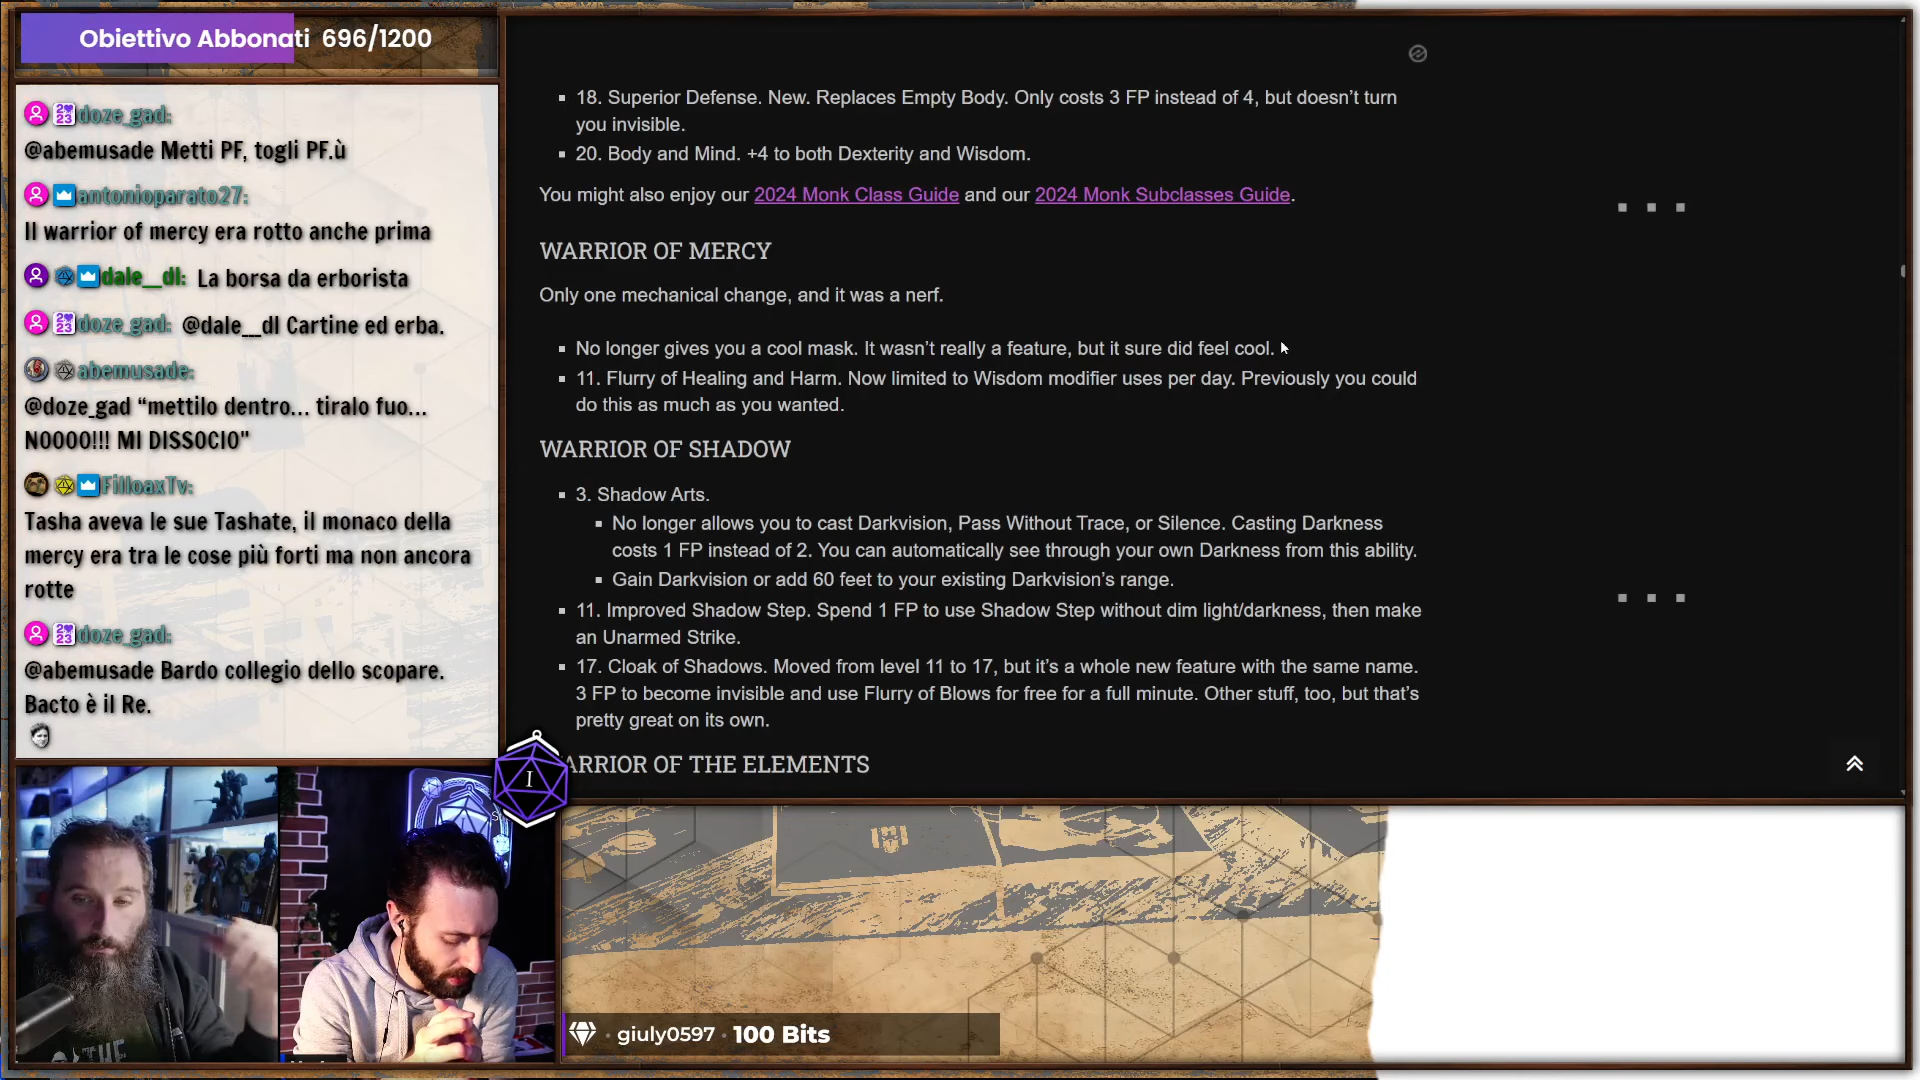 Obiettivo Abbonati 696/1200
doze_gad:
@abemusade Metti PF, togli PF.ù
antonioparato27:
Il warrior of mercy era rotto anche prima
dale__dl: La borsa da erborista
doze_gad: @dale__dl Cartine ed erba.
abemusade:
@doze_gad “mettilo dentro... tiralo fuo...
NOOOO!!! MI DISSOCIO"
FilloaxTv:
Tasha aveva le sue Tashate, il monaco della
mercy era tra le cose più forti ma non ancora
rotte
doze_gad:
@abemusade Bardo collegio dello scopare.
Bacto è il Re.
18. Superior Defense. New. Replaces Empty Body. Only costs 3 FP instead of 4, but doesn’t turn
you invisible.
20. Body and Mind. +4 to both Dexterity and Wisdom.
You might also enjoy our 2024 Monk Class Guide and our 2024 Monk Subclasses Guide.
WARRIOR OF MERCY
Only one mechanical change, and it was a nerf.
No longer gives you a cool mask. It wasn’t really a feature, but it sure did feel cool.
11. Flurry of Healing and Harm. Now limited to Wisdom modifier uses per day. Previously you could
do this as much as you wanted.
WARRIOR OF SHADOW
3. Shadow Arts.
No longer allows you to cast Darkvision, Pass Without Trace, or Silence. Casting Darkness
costs 1 FP instead of 2. You can automatically see through your own Darkness from this ability.
Gain Darkvision or add 60 feet to your existing Darkvision’s range.
11. Improved Shadow Step. Spend 1 FP to use Shadow Step without dim light/darkness, then make
an Unarmed Strike.
17. Cloak of Shadows. Moved from level 11 to 17, but it’s a whole new feature with the same name.
3 FP to become invisible and use Flurry of Blows for free for a full minute. Other stuff, too, but that’s
pretty great on its own.
ARRIOR OF THE ELEMENTS
I
THE
giuly0597 · 100 Bits